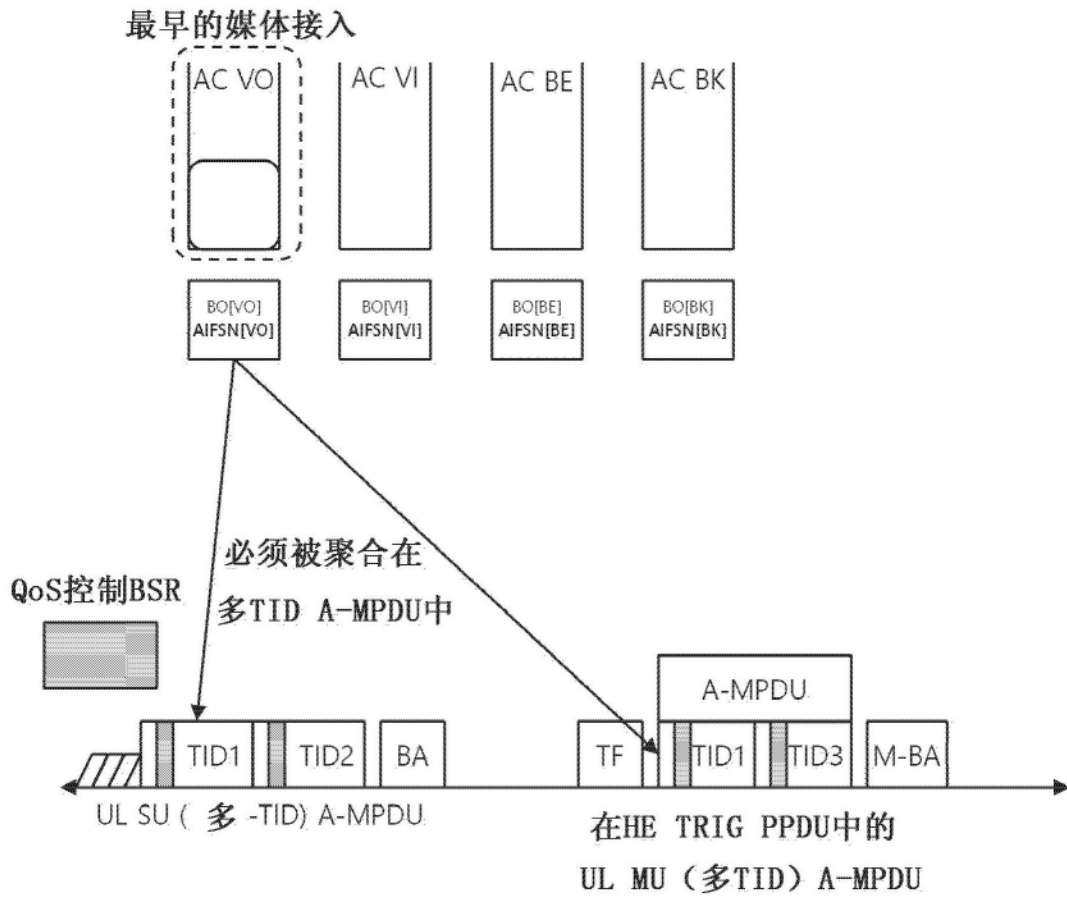 最早的媒体接入
AC VO AC VI AC BE AC BK
BO[VO] BO[VI] BO[BE] BO[BK]
AIFSN[VO] AIFSN[VI] AIFSN[BE] AIFSN[BK]
必须被聚合在
多TID A-MPDU中
QoS控制BSR
A-MPDU
TID1 TID2 BA TF TID1 TID3 M-BA
UL SU ( 多 -TID) A-MPDU
在HE TRIG PPDU中的
UL MU（多TID）A-MPDU